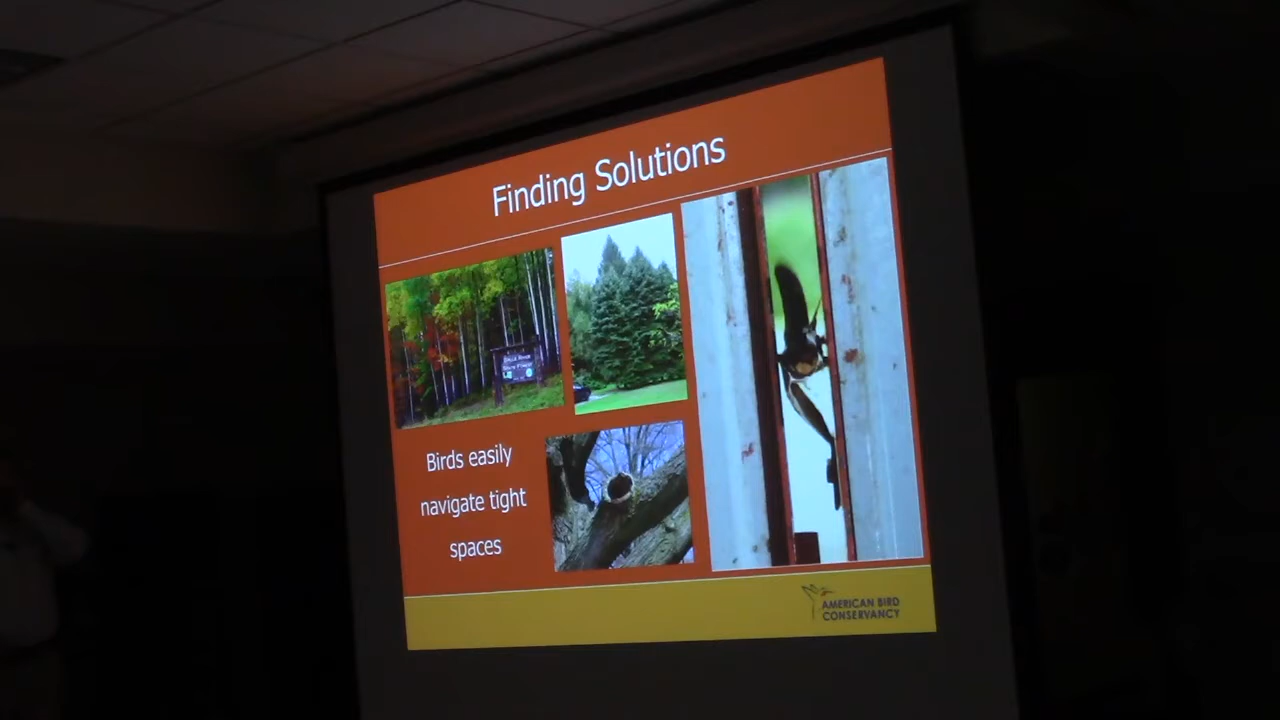 Finding Solutions
Birds easily
navigate tight
spaces
AMERICAN BIRD
CONSERVANCY